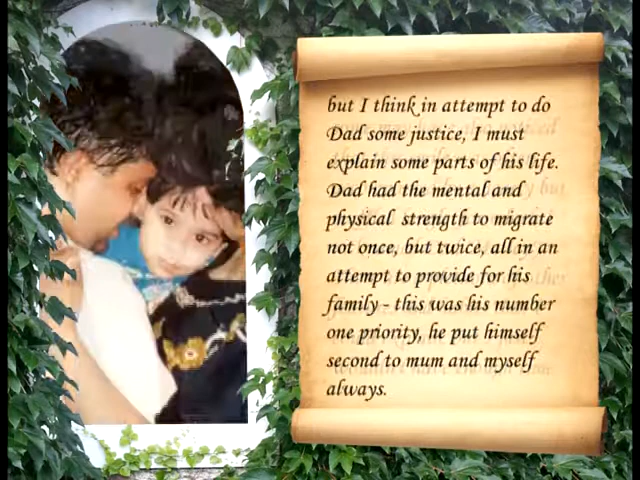 but I think in attempt to do
Dad some justice, I must
explain some parts of his life.
Dad had the mental and
physical strength to migrate
not once, but twice, all in an
attempt to provide for his
family - this was his number
one priority, he put himself
second to mum and myself
always.